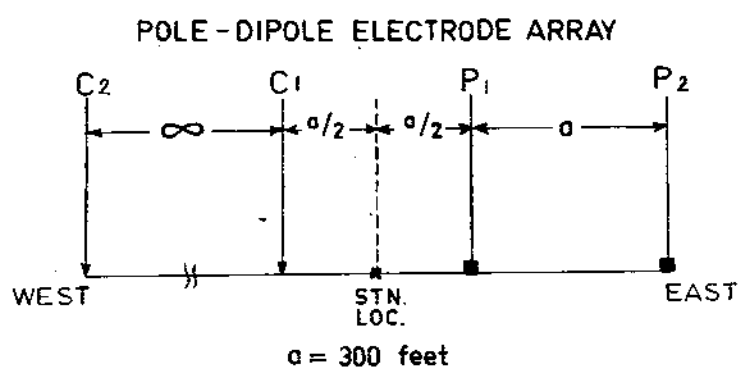 POLE-DIPOLE ELECTRODE ARRAY
C2 C1 P1 P2
∞ a/2 a/2 a
WEST STN. LOC. EAST
a = 300 feet